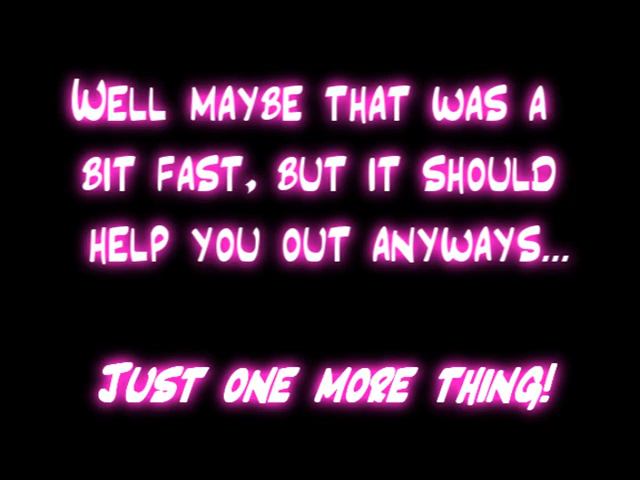 Well maybe that was a
bit fast, but it should
help you out anyways...
Just one more thing!